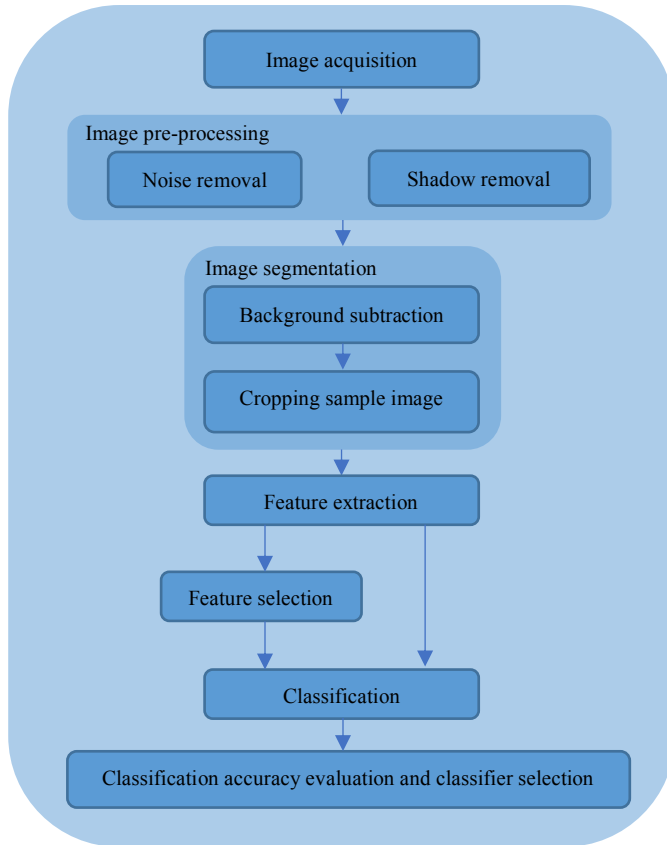 Image acquisition
Image pre-processing
Noise removal
Shadow removal
Image segmentation
Background subtraction
Cropping sample image
Feature extraction
Feature selection
Classification
Classification accuracy evaluation and classifier selection